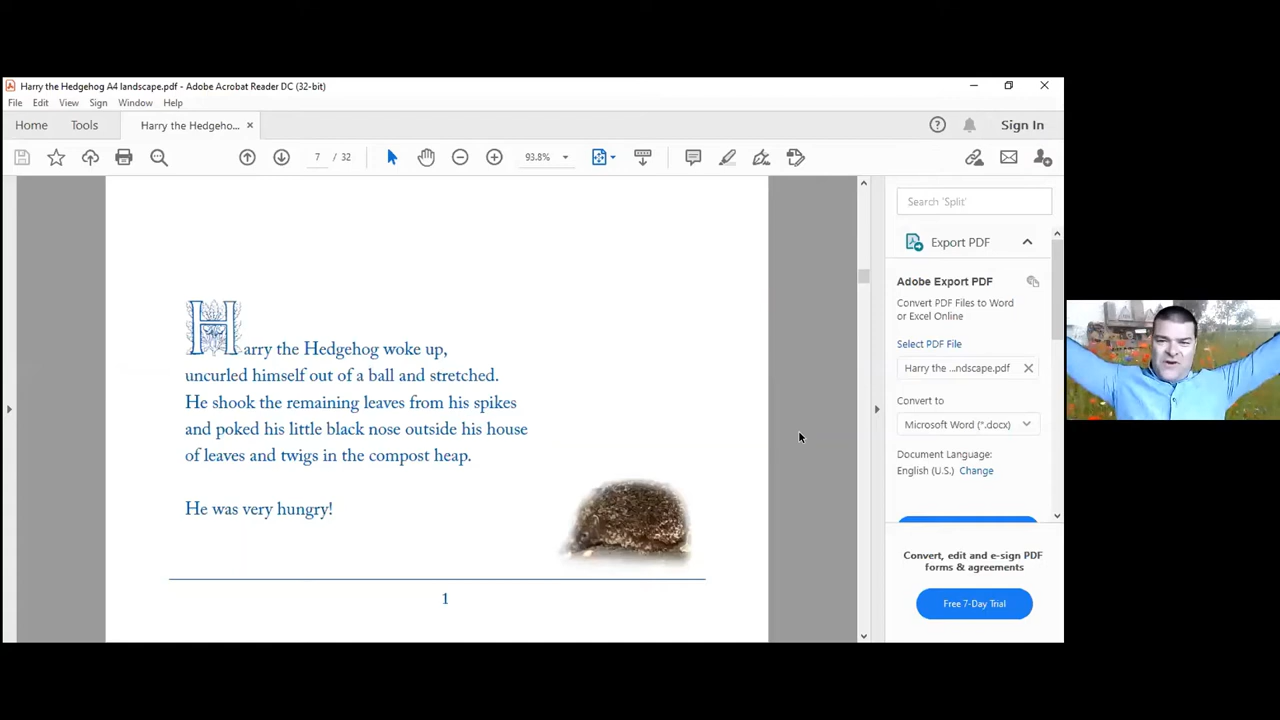 Harry the Hedgehog A4 landscape.pdf - Adobe Acrobat Reader DC (32-bit)
File Edit View Sign Window Help
Home Tools Harry the Hedgeho... Sign In
7 / 32 93.8%
Search 'Split'
Export PDF
Adobe Export PDF
Convert PDF Files to Word
or Excel Online
Select PDF File
Harry the ...ndscape.pdf
Convert to
Microsoft Word (*.docx)
Document Language:
English (U.S.) Change
Convert, edit and e-sign PDF
forms & agreements
Free 7-Day Trial
Harry the Hedgehog woke up,
uncurled himself out of a ball and stretched.
He shook the remaining leaves from his spikes
and poked his little black nose outside his house
of leaves and twigs in the compost heap.
He was very hungry!
1